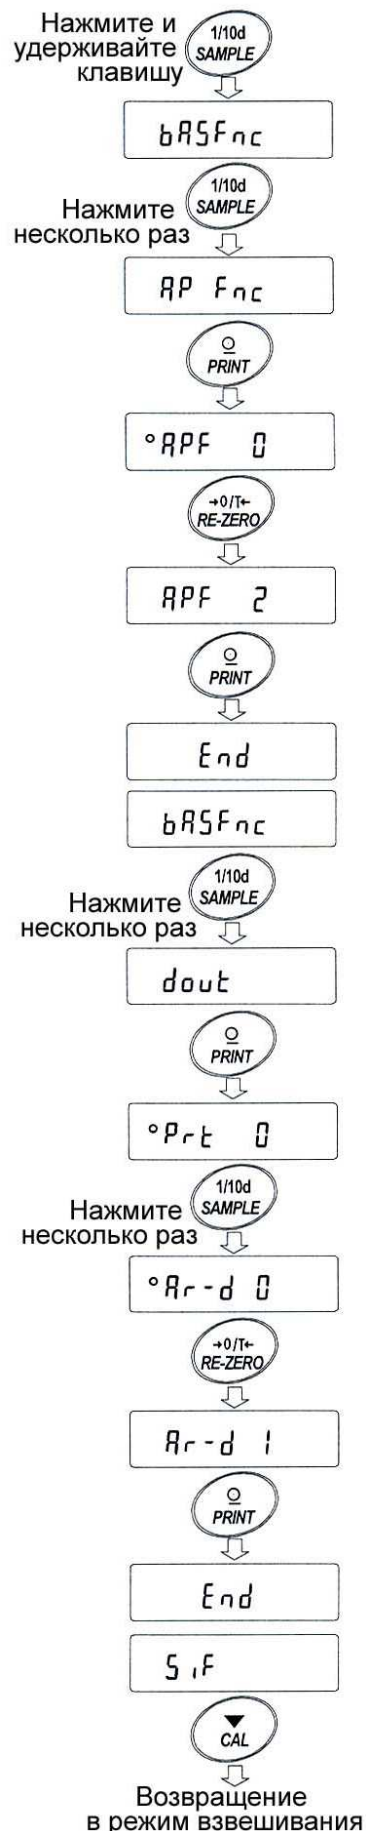 Нажмите и
удерживайте
клавишу
1/10d
SAMPLE
bASFnc
1/10d
SAMPLE
Нажмите
несколько раз
AP Fnc
PRINT
°APF 0
→0/T←
RE-ZERO
APF 2
PRINT
End
bASFnc
1/10d
SAMPLE
Нажмите
несколько раз
dout
PRINT
°Prt 0
1/10d
SAMPLE
Нажмите
несколько раз
°Ar-d 0
→0/T←
RE-ZERO
Ar-d 1
PRINT
End
SiF
CAL
Возвращение
в режим взвешивания